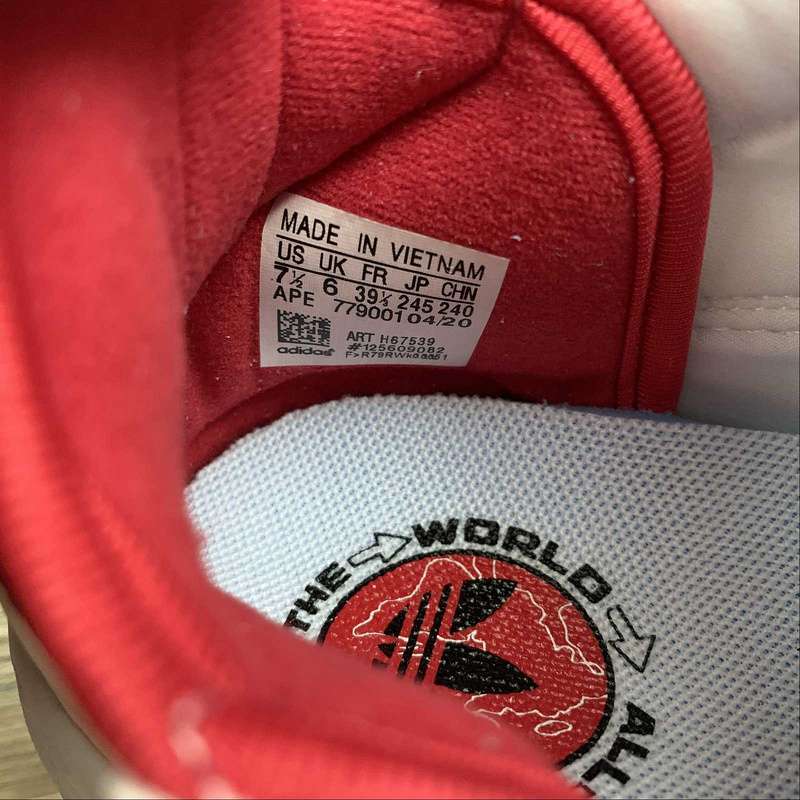 MADE IN VIETNAM
US UK FR JP CHN
7½ 6 39⅓ 245 240
APE 779001 04/20
ART H67539
#125609082
adidas
THE WORLD ALL